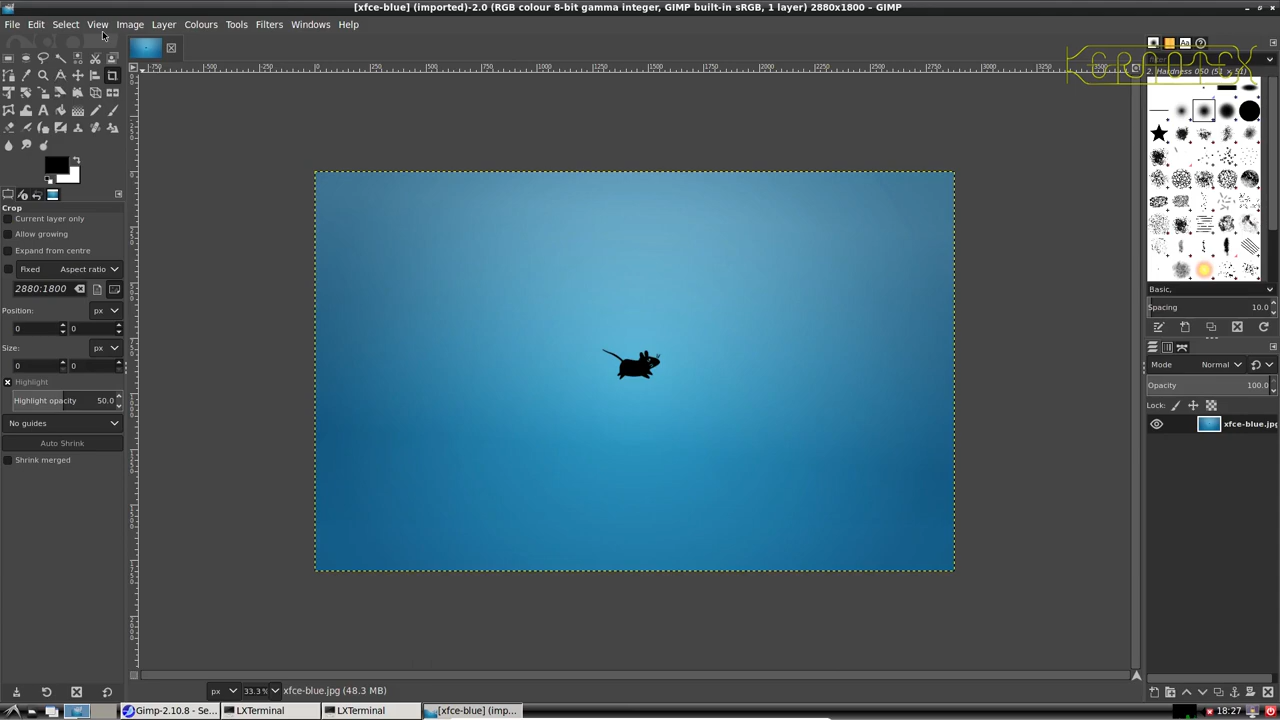 [xfce-blue] (imported)-2.0 (RGB colour 8-bit gamma integer, GIMP built-in sRGB, 1 layer) 2880x1800 – GIMP
File Edit Select View Image Layer Colours Tools Filters Windows Help
KERNOTEX
2. Hardness 050 (51 × 51)
Crop
Current layer only
Allow growing
Expand from centre
Fixed Aspect ratio
2880:1800
Position: px
0 0
Size: px
0 0
Highlight
Highlight opacity 50.0
No guides
Auto Shrink
Shrink merged
Basic,
Spacing 10.0
Mode Normal
Opacity 100.0
Lock:
xfce-blue.jpg
px 33.3 % xfce-blue.jpg (48.3 MB)
Gimp-2.10.8 - Se... LXTerminal LXTerminal [xfce-blue] (imp... 18:27